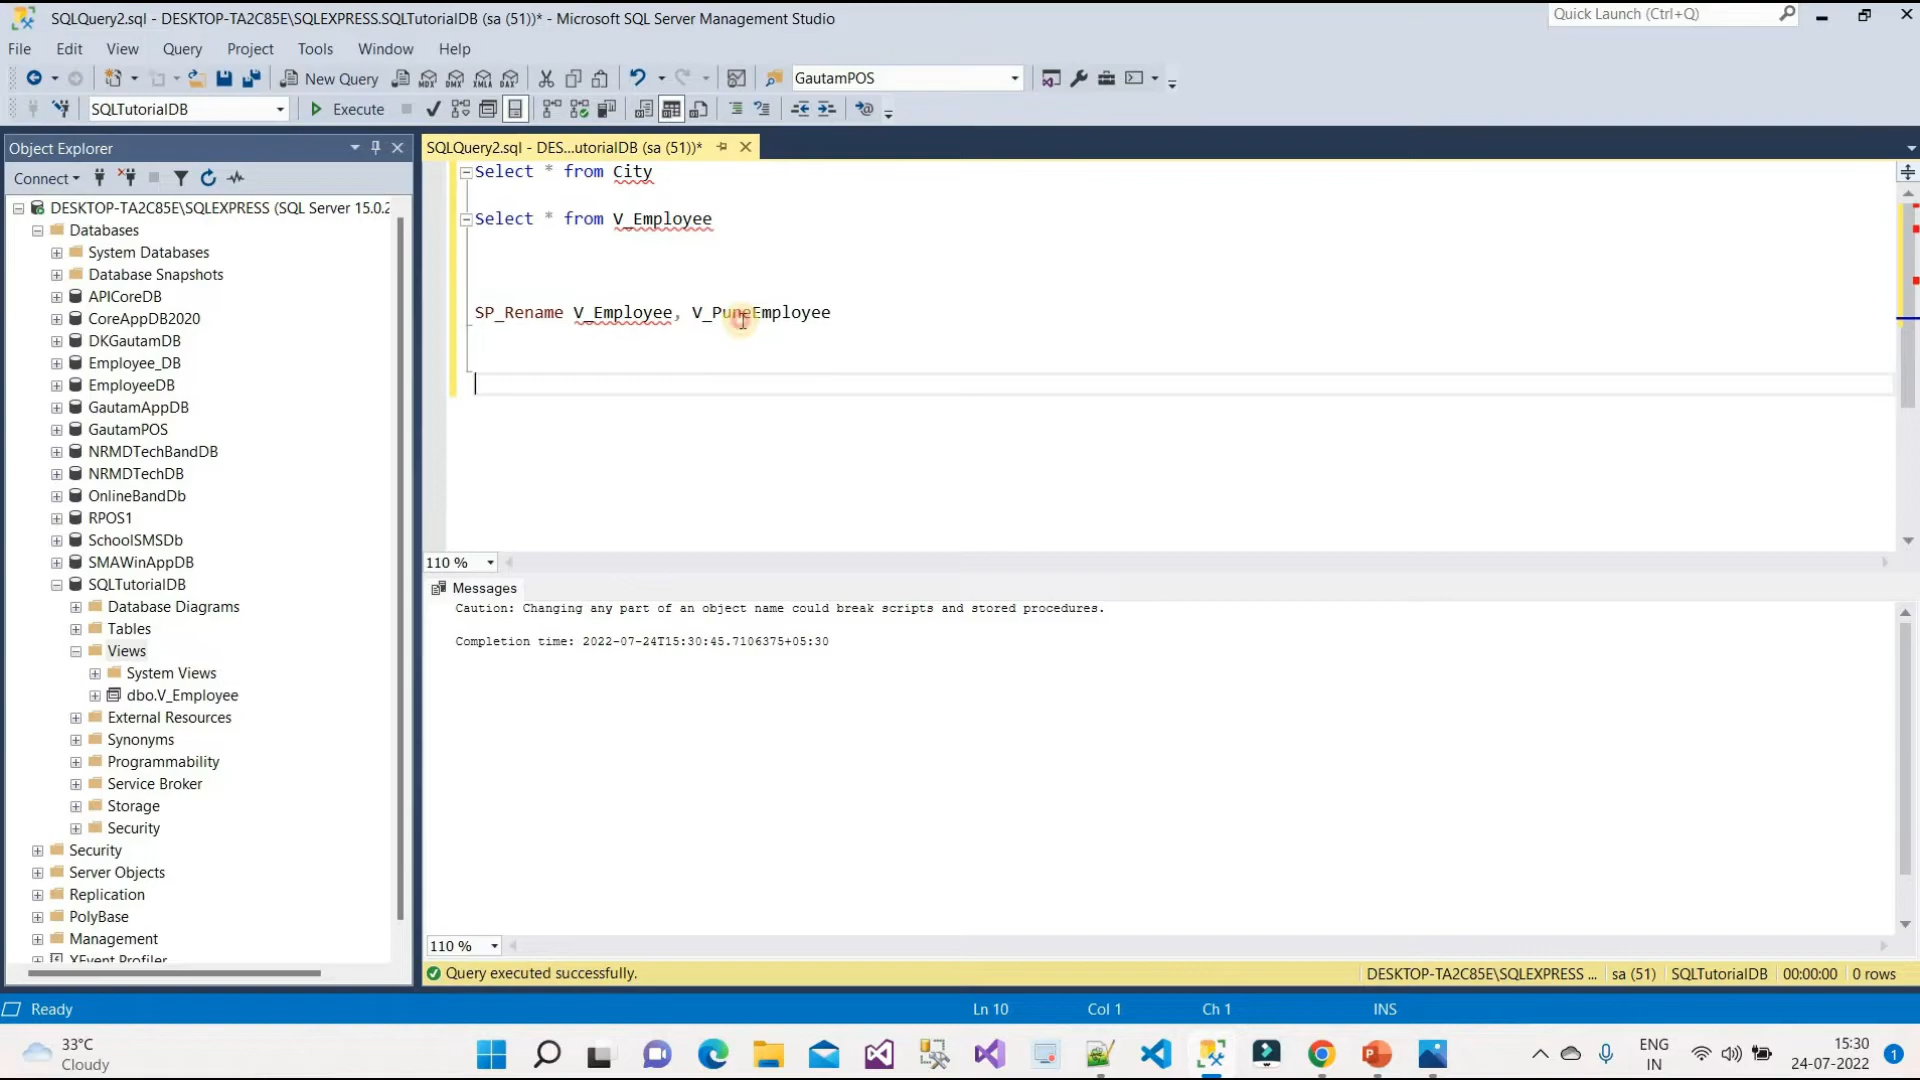 SQLQuery2.sql - DESKTOP-TA2C85E\SQLEXPRESS.SQLTutorialDB (sa (51))* - Microsoft SQL Server Management Studio
Quick Launch (Ctrl+Q)
File Edit View Query Project Tools Window Help
New Query MDX DMX XMLA DAX GautamPOS
SQLTutorialDB Execute
Object Explorer
SQLQuery2.sql - DES...utorialDB (sa (51))*
Connect
DESKTOP-TA2C85E\SQLEXPRESS (SQL Server 15.0.2
Databases
System Databases
Database Snapshots
APICoreDB
CoreAppDB2020
DKGautamDB
Employee_DB
EmployeeDB
GautamAppDB
GautamPOS
NRMDTechBandDB
NRMDTechDB
OnlineBandDb
RPOS1
SchoolSMSDb
SMAWinAppDB
SQLTutorialDB
Database Diagrams
Tables
Views
System Views
dbo.V_Employee
External Resources
Synonyms
Programmability
Service Broker
Storage
Security
Security
Server Objects
Replication
PolyBase
Management
XEvent Profiler
Select * from City
Select * from V_Employee
SP_Rename V_Employee, V_PuneEmployee
110 %
Messages
Caution: Changing any part of an object name could break scripts and stored procedures.
Completion time: 2022-07-24T15:30:45.7106375+05:30
110 %
Query executed successfully. DESKTOP-TA2C85E\SQLEXPRESS ... sa (51) SQLTutorialDB 00:00:00 0 rows
Ready Ln 10 Col 1 Ch 1 INS
33°C
Cloudy
ENG
IN
15:30
24-07-2022
1